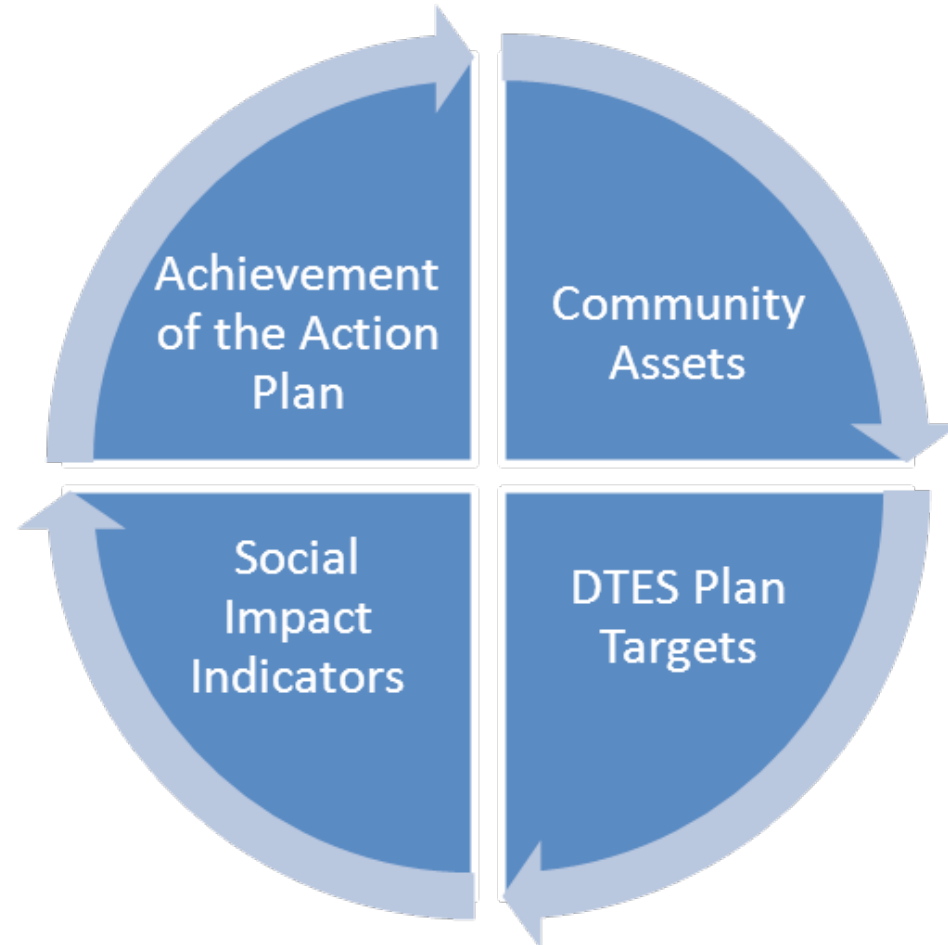 Achievement
of the Action
Plan
Community
Assets
Social
Impact
Indicators
DTES Plan
Targets